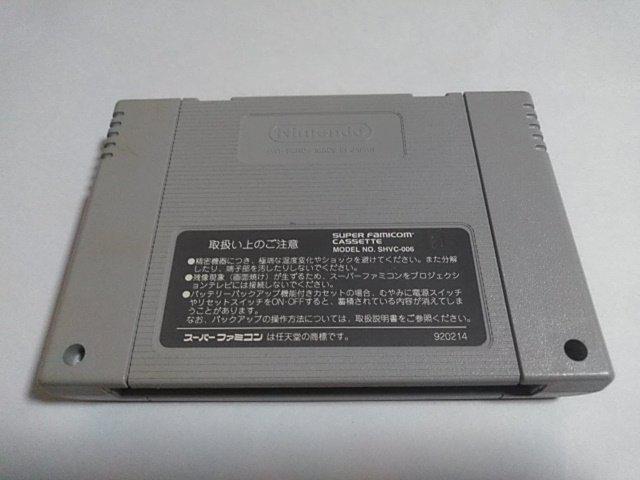 Nintendo
MADE IN JAPAN
取扱い上のご注意
SUPER FAMICOM
CASSETTE
MODEL NO. SHVC-006
●精密機器につき、極端な温度変化やショックを避けてください。また分解
したり、端子部を汚したりしないでください。
●残像現象(画面焼け)が生ずるため、スーパーファミコンをプロジェクシ
ョンテレビには接続しないでください。
●バッテリーバックアップ機能付きカセットの場合、むやみに電源スイッチ
やリセットスイッチをON・OFFすると、蓄積されている内容が消えてしま
うことがあります。
なお、バックアップの操作方法については、取扱説明書をご参照ください。
スーパーファミコン は任天堂の商標です。
920214